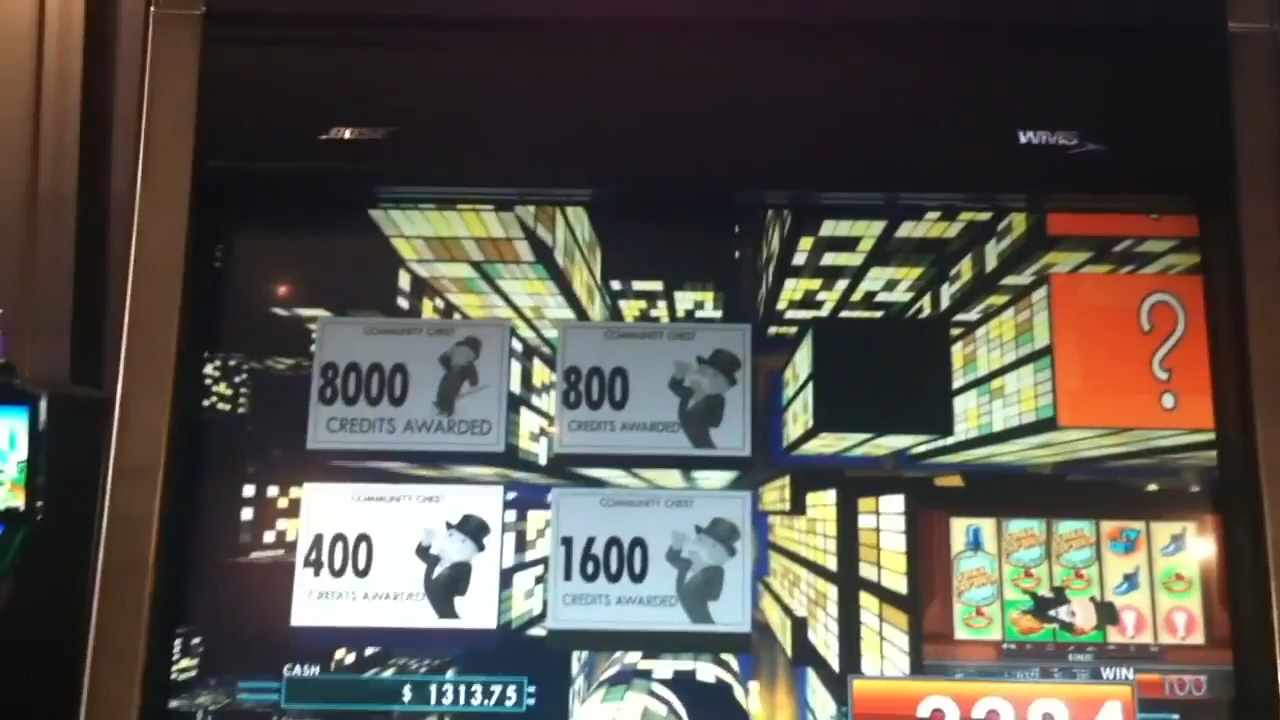 BOSE
WMS
COMMUNITY CHEST
8000
CREDITS AWARDED
COMMUNITY CHEST
800
CREDITS AWARDED
?
COMMUNITY CHEST
400
CREDITS AWARDED
COMMUNITY CHEST
1600
CREDITS AWARDED
CASH
$ 1313.75
WIN
100